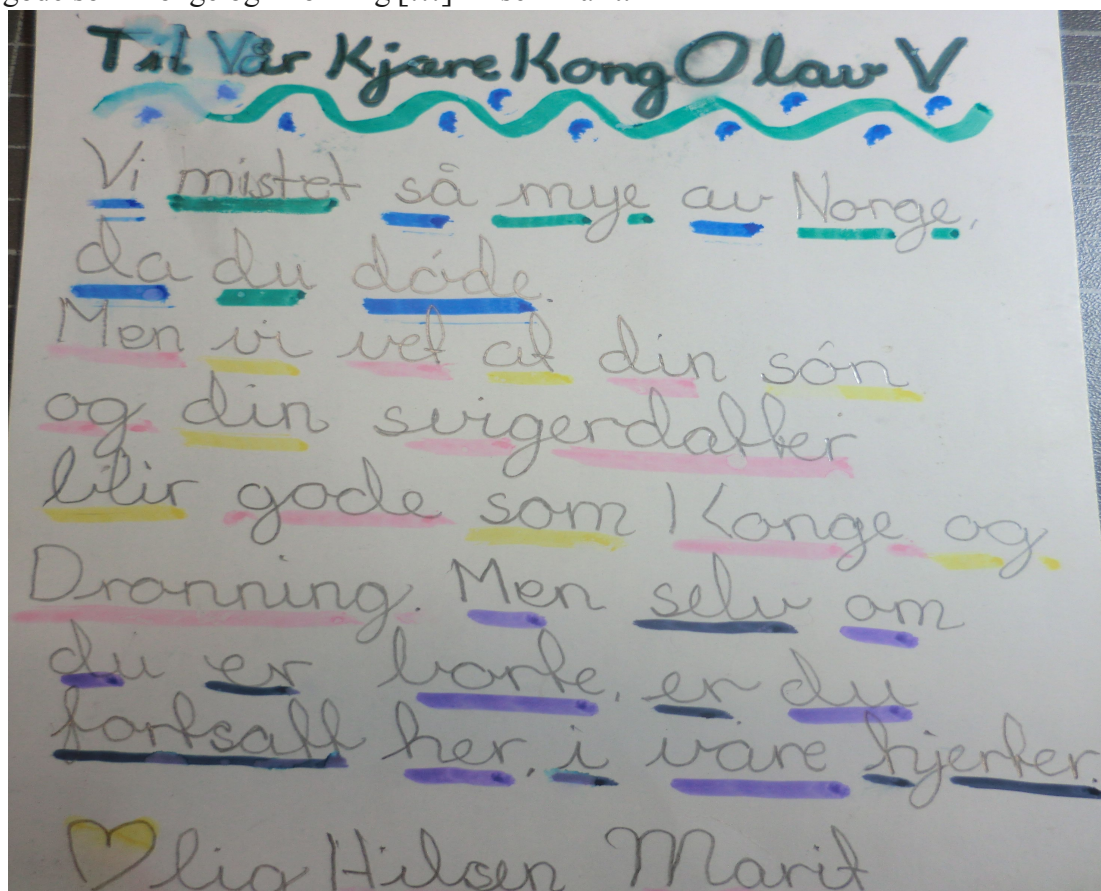 Til Vår Kjære Kong Olav V
Vi mistet så mye av Norge,
da du døde.
Men vi vet at din søn
og din svigerdatter
blir gode som Konge og
Dronning. Men selv om
du er borte, er du
fortsatt her, i våre hjerter.
lig Hilsen Marit